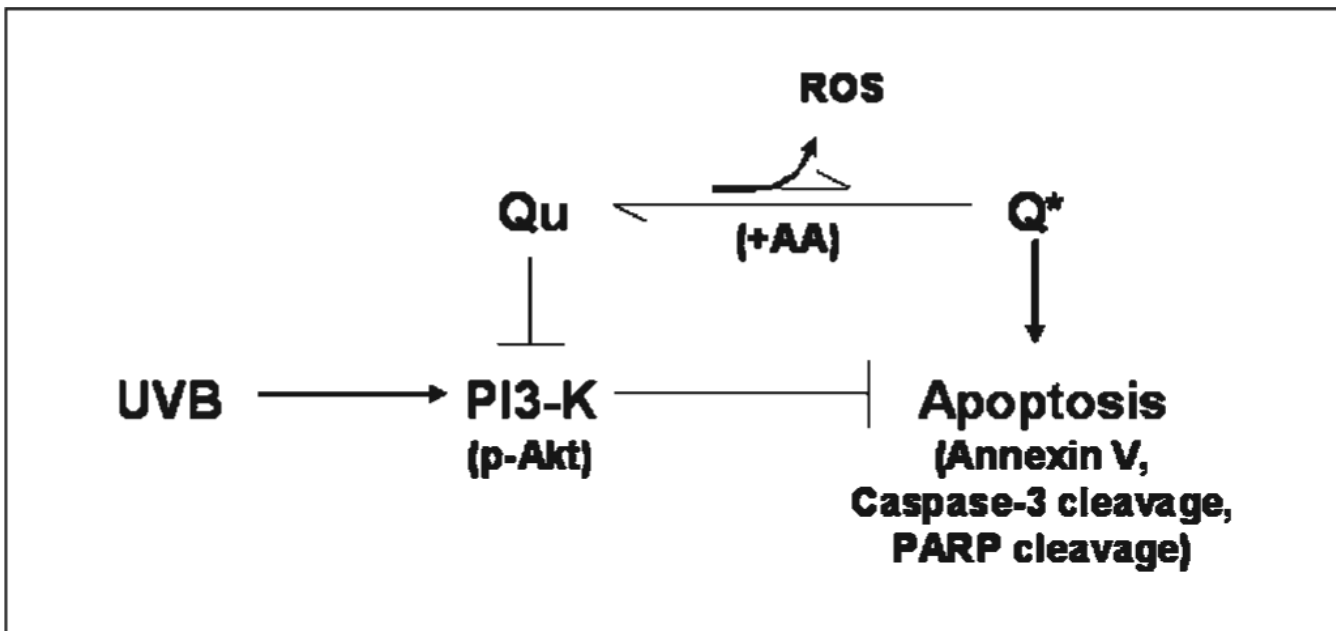 ROS
Qu
Q*
(+AA)
UVB
PI3-K
Apoptosis
(p-Akt)
(Annexin V,
Caspase-3 cleavage,
PARP cleavage)